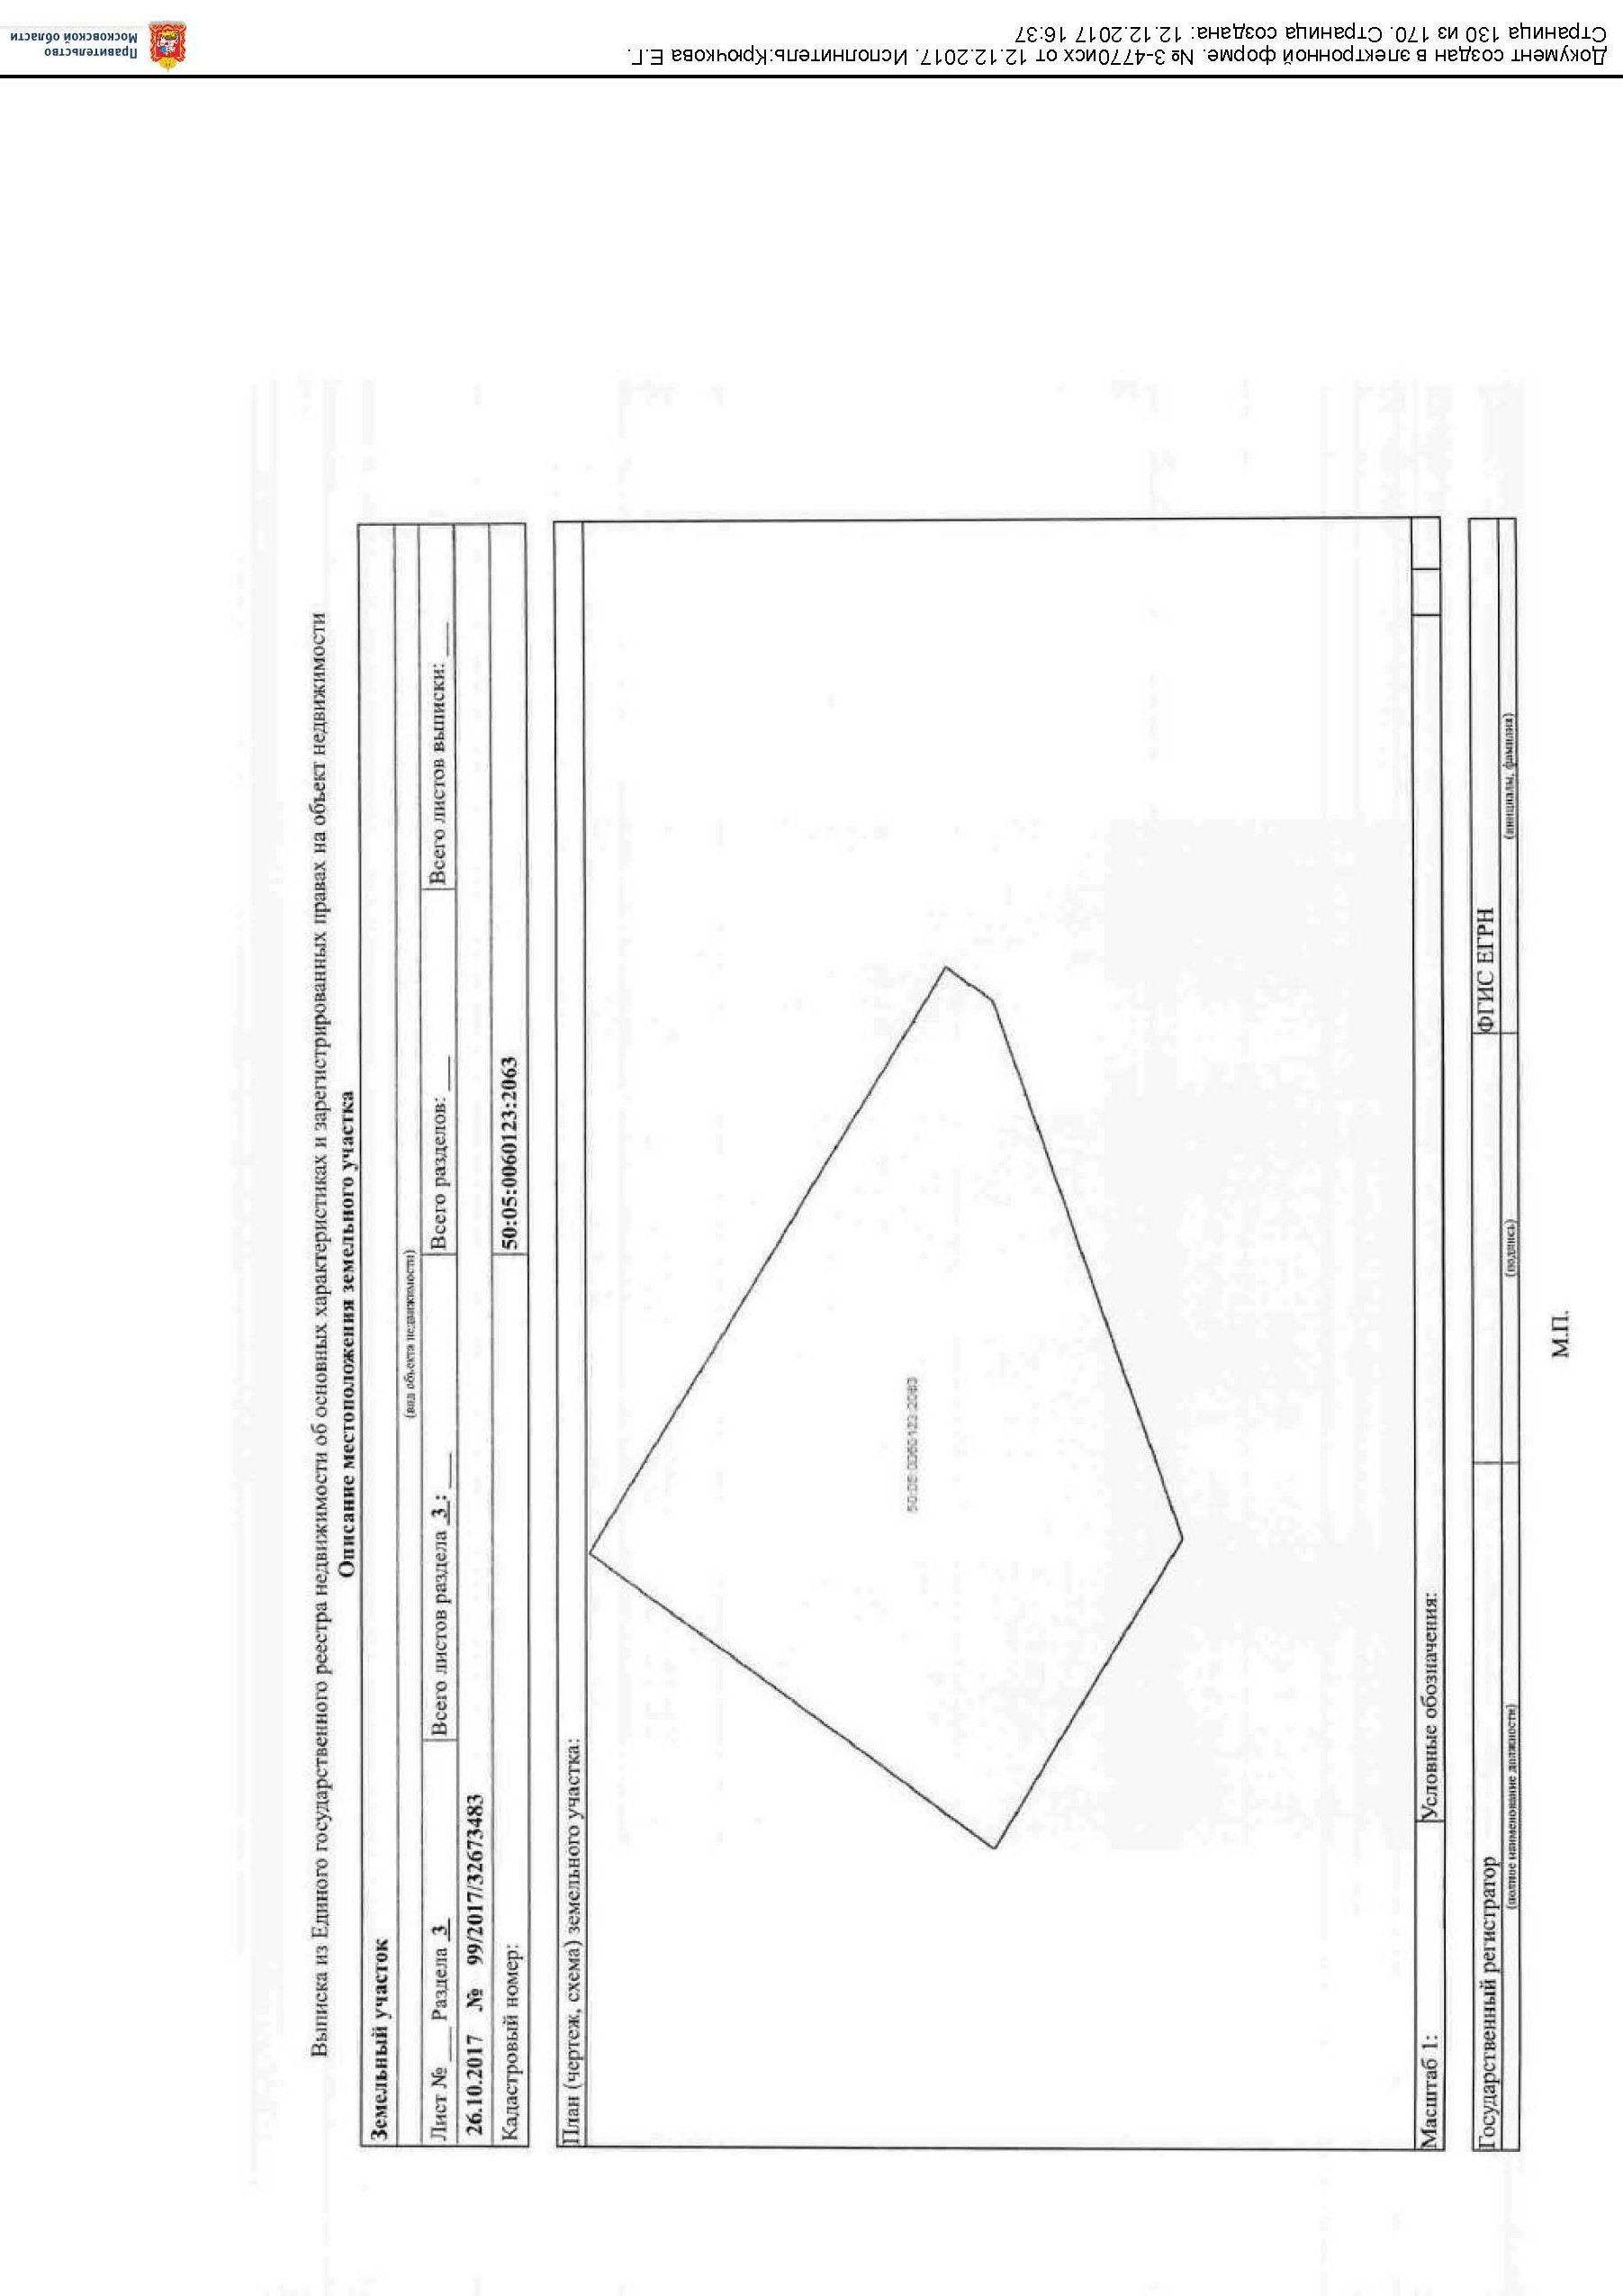 Документ создан в электронной форме. № 3-4770исх от 12.12.2017. Исполнитель:Крючкова Е.Г.
Страница 130 из 170. Страница создана: 12.12.2017 16:37
Правительство
Московской области
Выписка из Единого государственного реестра недвижимости об основных характеристиках и зарегистрированных правах на объект недвижимости
Описание местоположения земельного участка
Земельный участок
(вид объекта недвижимости)
Лист № ___ Раздела 3 Всего листов раздела 3 : ___ Всего разделов: ___ Всего листов выписки: ___
26.10.2017 № 99/2017/32673483
Кадастровый номер: 50:05:0060123:2063
План (чертеж, схема) земельного участка:
50:05:0060123:2063
Масштаб 1: Условные обозначения:
Государственный регистратор ФГИС ЕГРН
(полное наименование должности) (подпись) (инициалы, фамилия)
М.П.